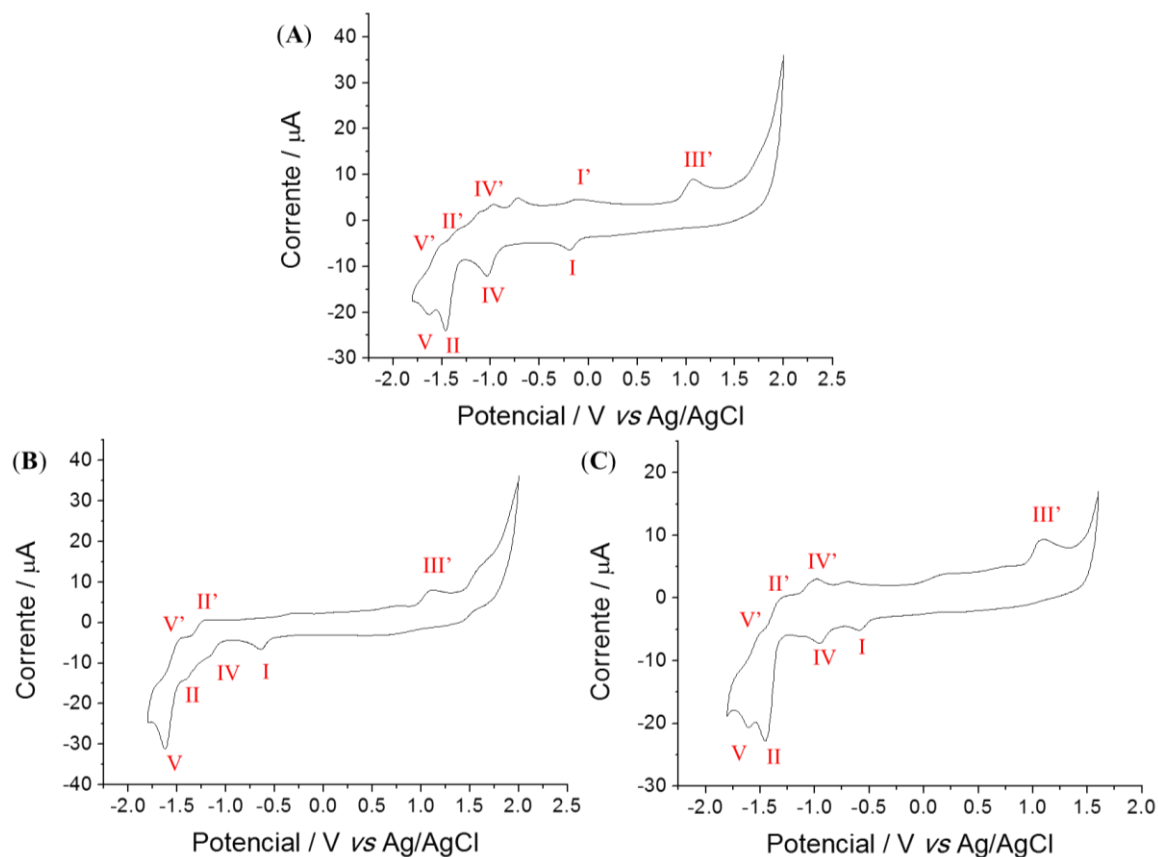 (A)
40
30
20
10
0
-10
-20
-30
Corrente / μA
III’
I’
IV’
II’
V’
I
IV
V II
-2.0 -1.5 -1.0 -0.5 0.0 0.5 1.0 1.5 2.0 2.5
Potencial / V vs Ag/AgCl
(B)
40
30
20
10
0
-10
-20
-30
-40
Corrente / μA
III’
II’
V’
IV I
II
V
-2.0 -1.5 -1.0 -0.5 0.0 0.5 1.0 1.5 2.0 2.5
Potencial / V vs Ag/AgCl
(C)
20
10
0
-10
-20
-30
Corrente / μA
III’
IV’
II’
V’
IV I
V II
-2.0 -1.5 -1.0 -0.5 0.0 0.5 1.0 1.5 2.0
Potencial / V vs Ag/AgCl